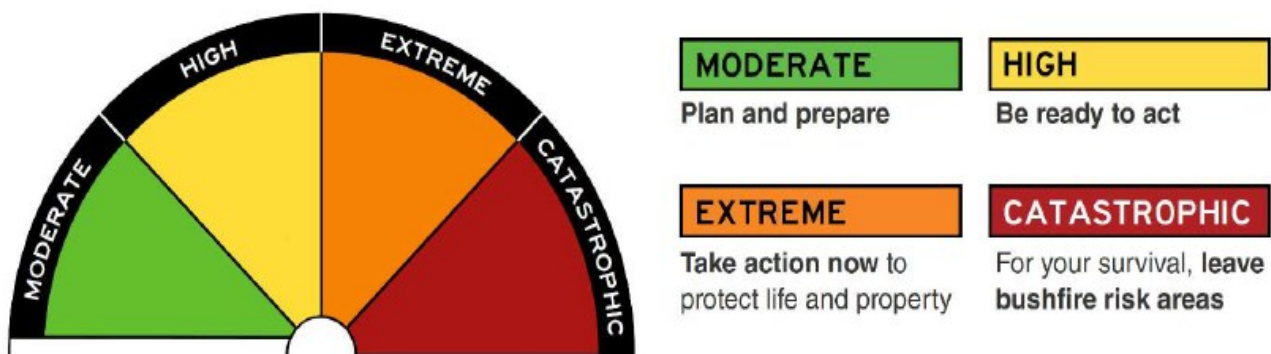 MODERATE
HIGH
EXTREME
CATASTROPHIC
MODERATE
Plan and prepare
HIGH
Be ready to act
EXTREME
Take action now to
protect life and property
CATASTROPHIC
For your survival, leave
bushfire risk areas